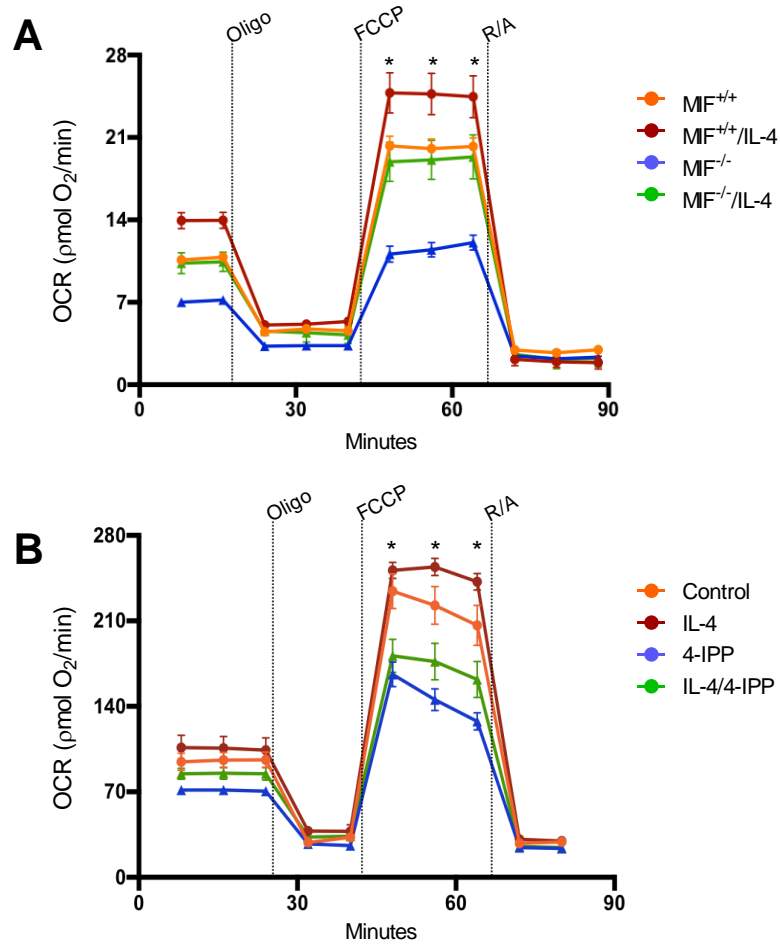 A
Oligo
FCCP
R/A
28
21
14
7
0
OCR (ρmol O₂/min)
* * *
0 30 60 90
Minutes
MIF⁺/⁺
MIF⁺/⁺/IL-4
MIF⁻/⁻
MIF⁻/⁻/IL-4
B
Oligo
FCCP
R/A
280
210
140
70
0
OCR (ρmol O₂/min)
* * *
0 30 60 90
Minutes
Control
IL-4
4-IPP
IL-4/4-IPP